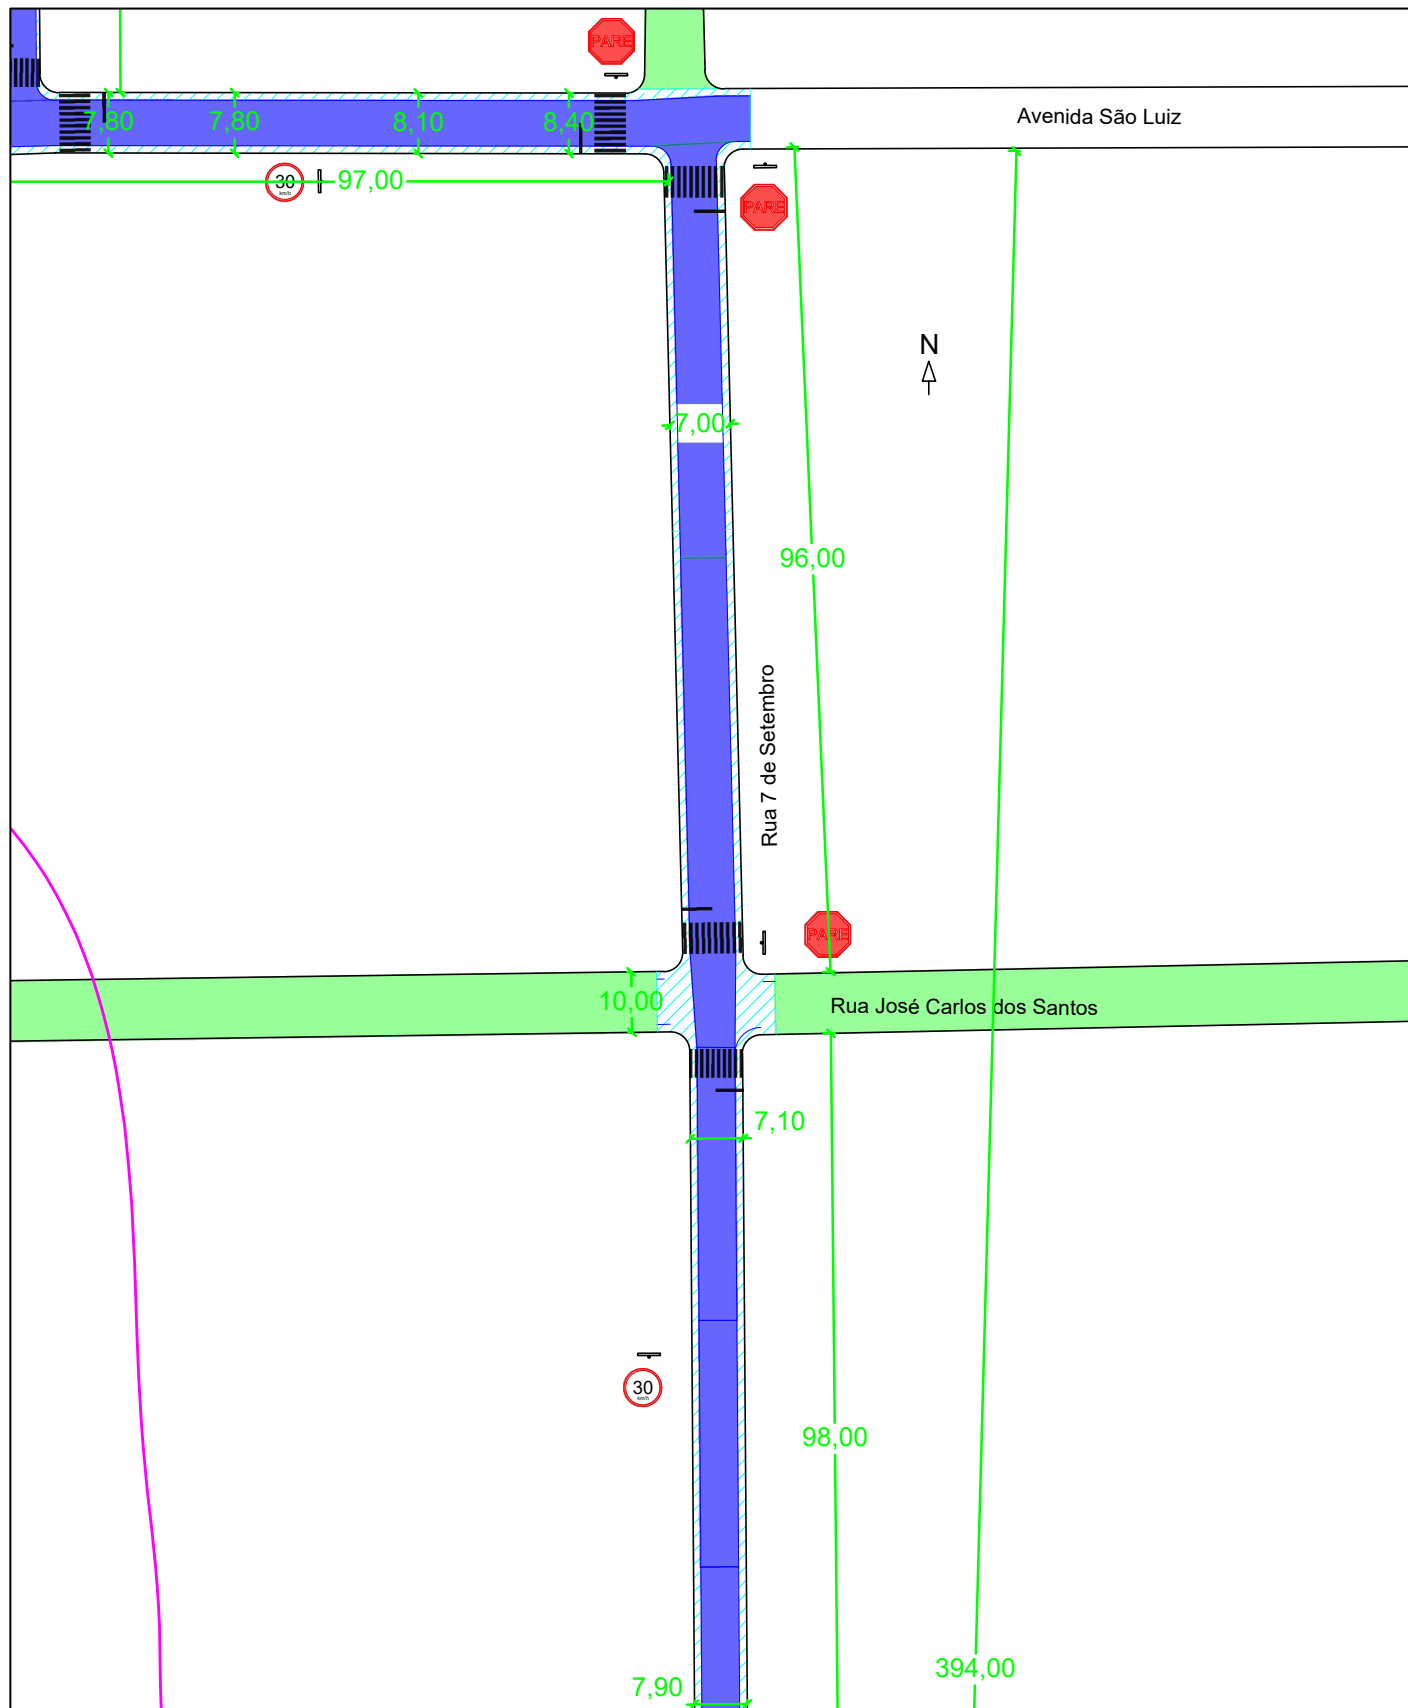 PARE
7,80
7,80
8,10
8,40
Avenida São Luiz
30
km/h
97,00
PARE
N
7,00
96,00
Rua 7 de Setembro
PARE
10,00
Rua José Carlos dos Santos
7,10
30
km/h
98,00
394,00
7,90